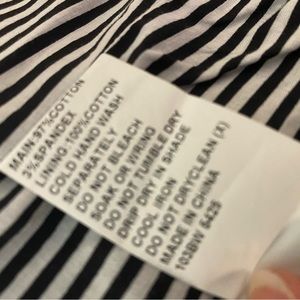 MAIN 97%COTTON
3%SPANDEX
LINING:100%COTTON
COLD HAND WASH
SEPARATELY
DO NOT BLEACH
SOAK OR WRING
DO NOT TUMBLE DRY
DRIP DRY IN SHADE
COOL IRON
DO NOT DRYCLEAN (X)
MADE IN CHINA